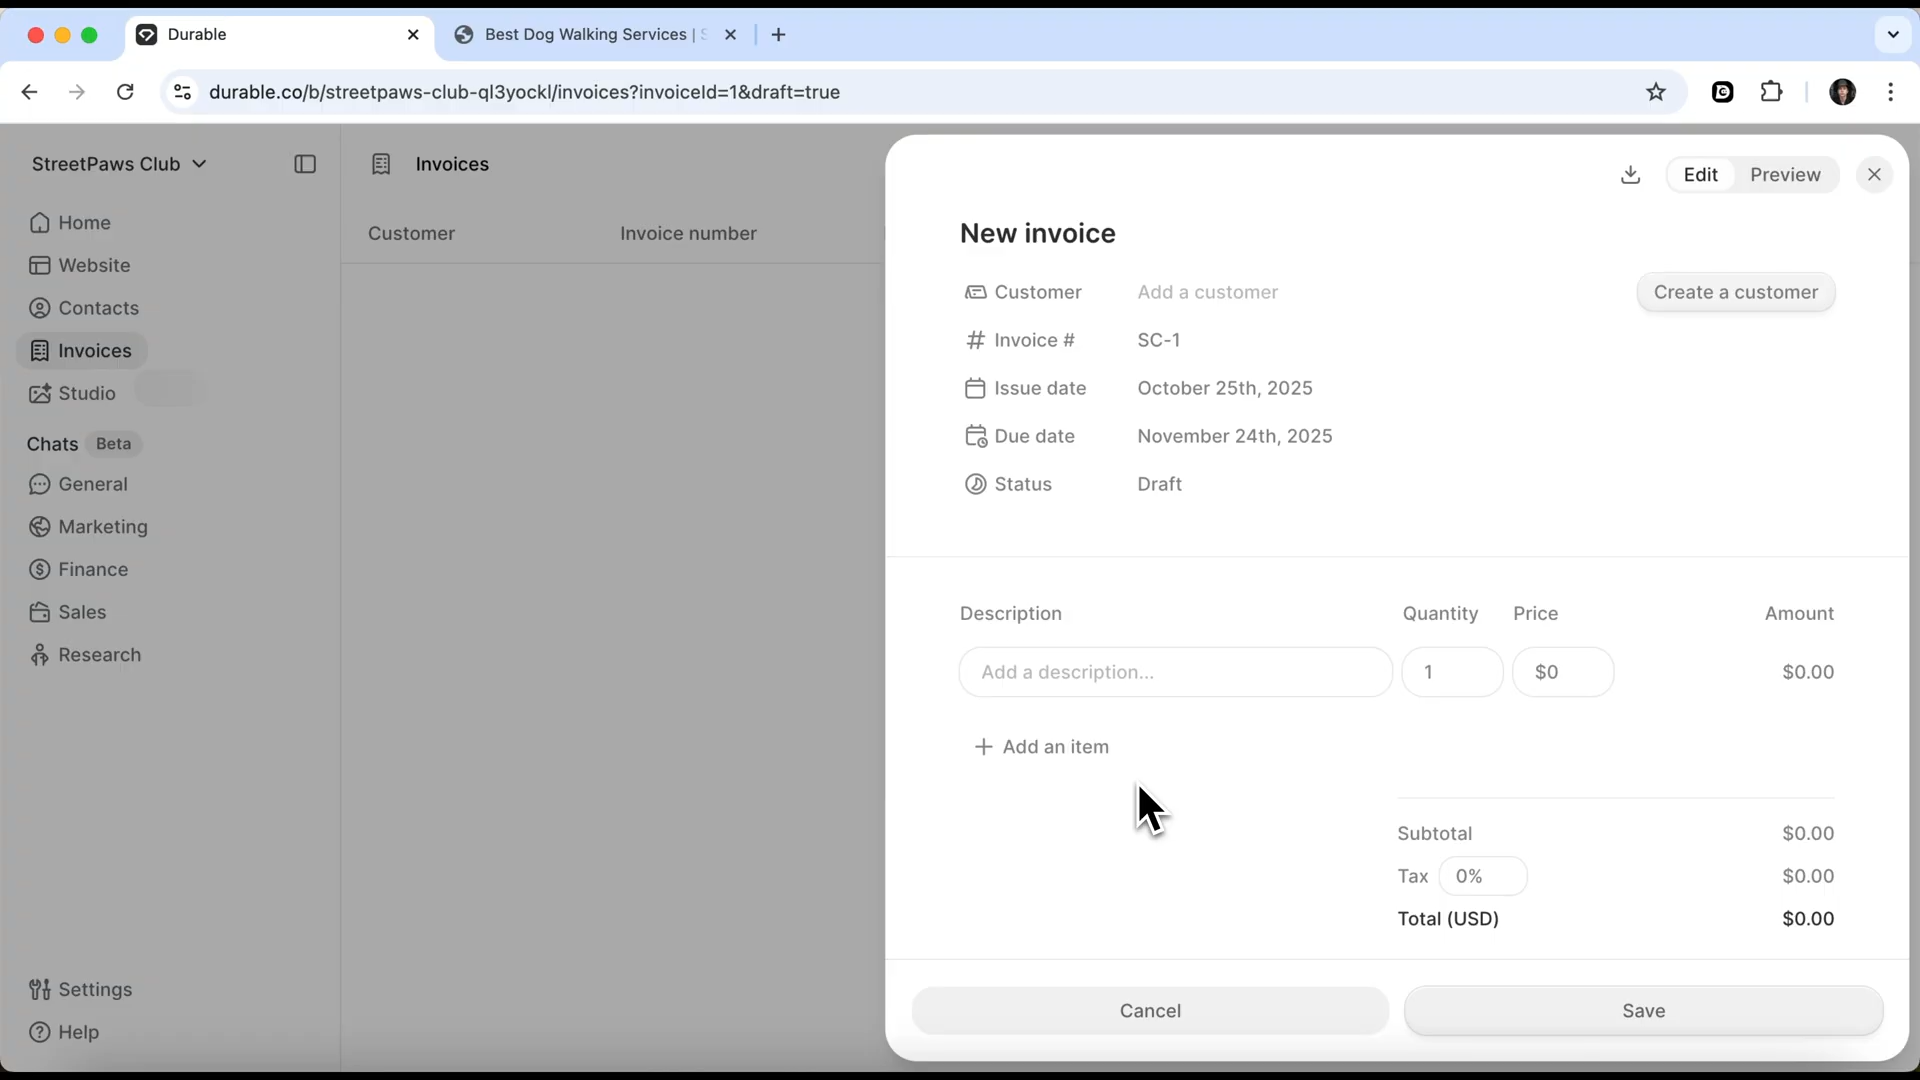 Durable
Best Dog Walking Services |
durable.co/b/streetpaws-club-ql3yockl/invoices?invoiceId=1&draft=true
StreetPaws Club
Home
Website
Contacts
Invoices
Studio
Chats Beta
General
Marketing
Finance
Sales
Research
Settings
Help
Invoices
Customer Invoice number
Edit Preview
New invoice
Customer Add a customer Create a customer
Invoice # SC-1
Issue date October 25th, 2025
Due date November 24th, 2025
Status Draft
Description Quantity Price Amount
Add a description... 1 $0 $0.00
+ Add an item
Subtotal $0.00
Tax 0% $0.00
Total (USD) $0.00
Cancel Save